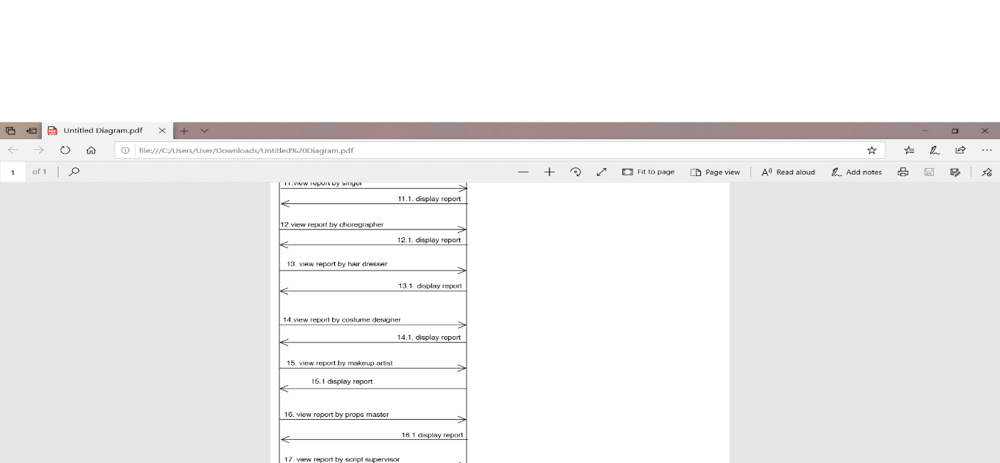 Untitled Diagram.pdf
file:///C:/Users/User/Downloads/Untitled%20Diagram.pdf
1 of 1 Fit to page Page view Read aloud Add notes
11.view report by singer
11.1. display report
12.view report by choregrapher
12.1. display report
13. view report by hair dresser
13.1. display report
14.view report by costume designer
14.1. display report
15. view report by makeup artist
15.1 display report
16. view report by props master
16.1 display report
17. view report by script supervisor